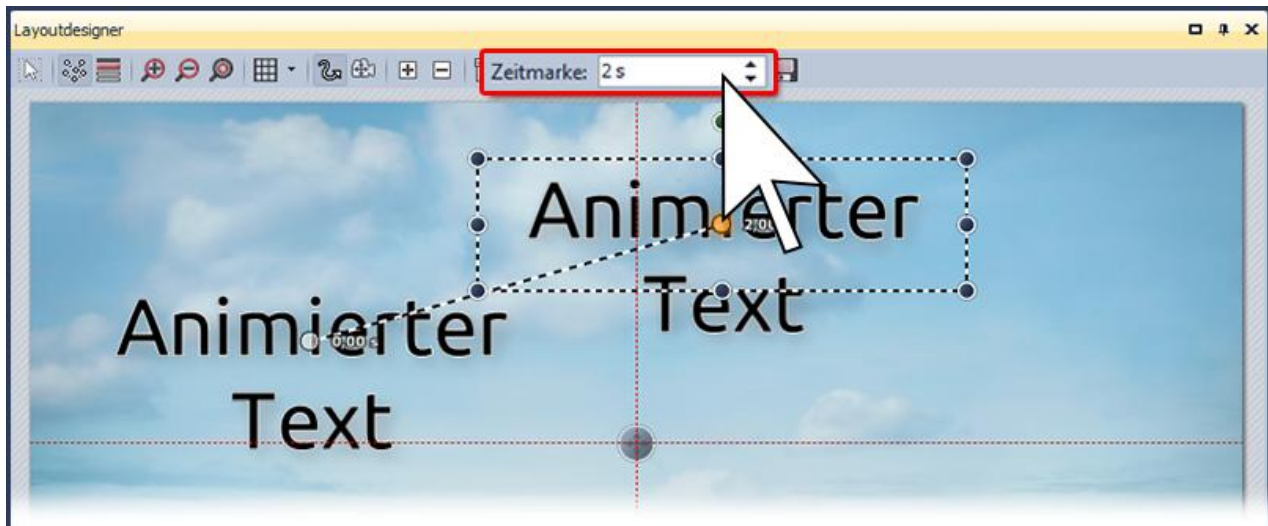 Layoutdesigner
Zeitmarke: 2 s
Animierter
Text
Animierter
0:00 s
Text